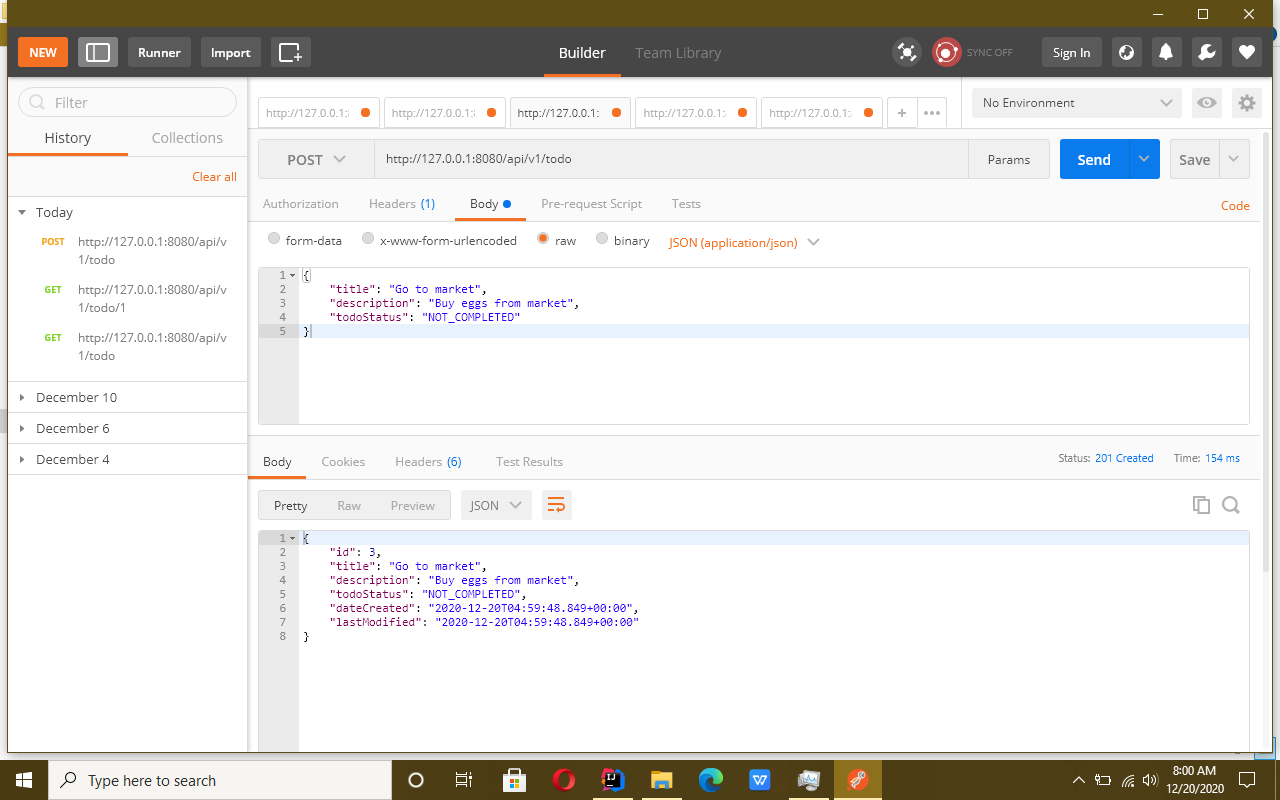 NEW Runner Import Builder Team Library SYNC OFF Sign In
Filter
History Collections
Clear all
Today
POST http://127.0.0.1:8080/api/v
1/todo
GET http://127.0.0.1:8080/api/v
1/todo/1
GET http://127.0.0.1:8080/api/v
1/todo
December 10
December 6
December 4
http://127.0.0.1: http://127.0.0.1: http://127.0.0.1: http://127.0.0.1: http://127.0.0.1: + •••
No Environment
POST http://127.0.0.1:8080/api/v1/todo Params Send Save
Authorization Headers (1) Body Pre-request Script Tests Code
form-data x-www-form-urlencoded raw binary JSON (application/json)
1 {
2 "title": "Go to market",
3 "description": "Buy eggs from market",
4 "todoStatus": "NOT_COMPLETED"
5 }
Body Cookies Headers (6) Test Results Status: 201 Created Time: 154 ms
Pretty Raw Preview JSON
1 {
2 "id": 3,
3 "title": "Go to market",
4 "description": "Buy eggs from market",
5 "todoStatus": "NOT_COMPLETED",
6 "dateCreated": "2020-12-20T04:59:48.849+00:00",
7 "lastModified": "2020-12-20T04:59:48.849+00:00"
8 }
Type here to search
8:00 AM
12/20/2020